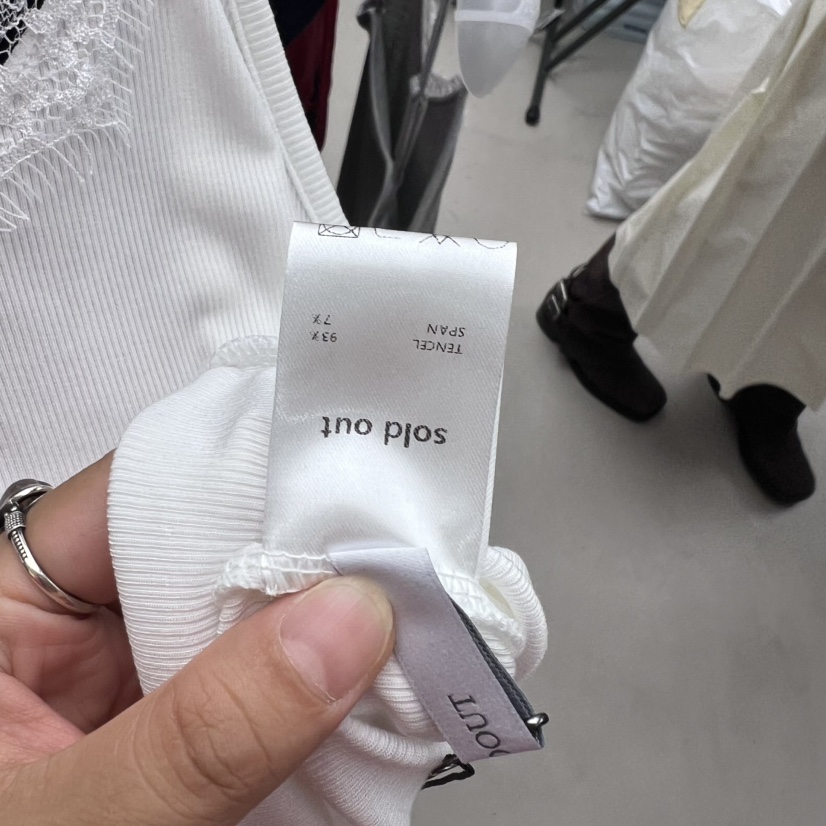 sold out
TENCEL 93%
SPAN 7%
OUT